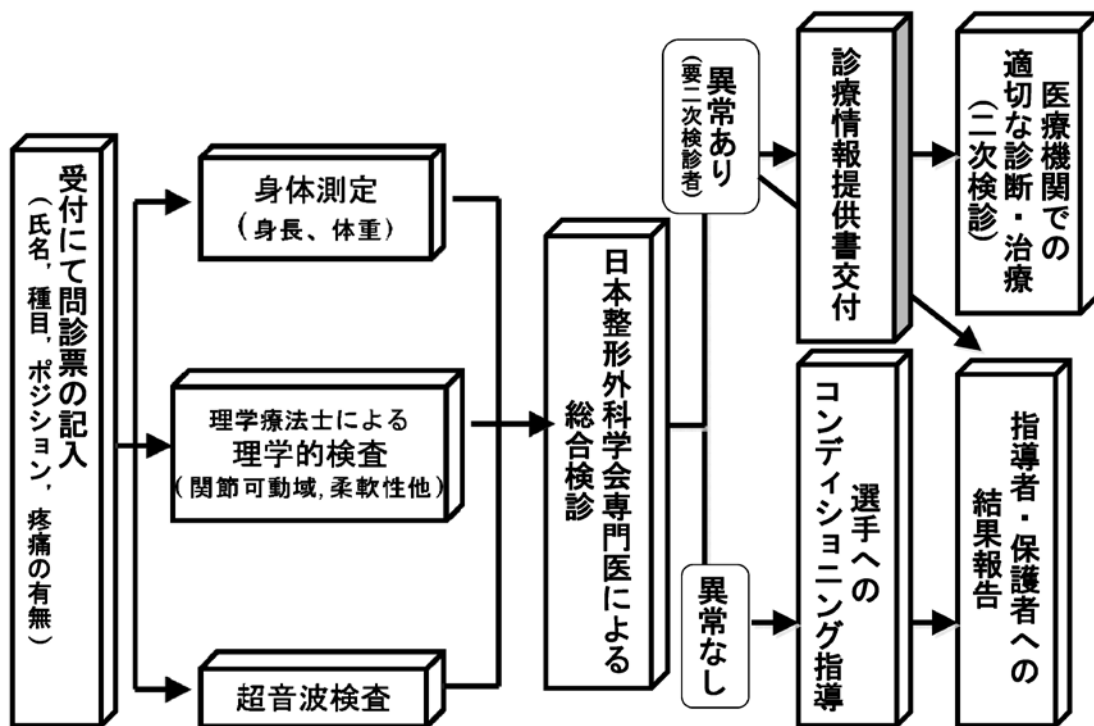 受付にて問診票の記入
(氏名，種目，ポジション，疼痛の有無)
身体測定
(身長、体重)
理学療法士による
理学的検査
(関節可動域,柔軟性他)
超音波検査
日本整形外科学会専門医による
総合検診
異常あり
(要二次検診者)
異常なし
診療情報提供書交付
医療機関での
適切な診断・治療
(二次検診)
選手への
コンディショニング指導
指導者・保護者への
結果報告